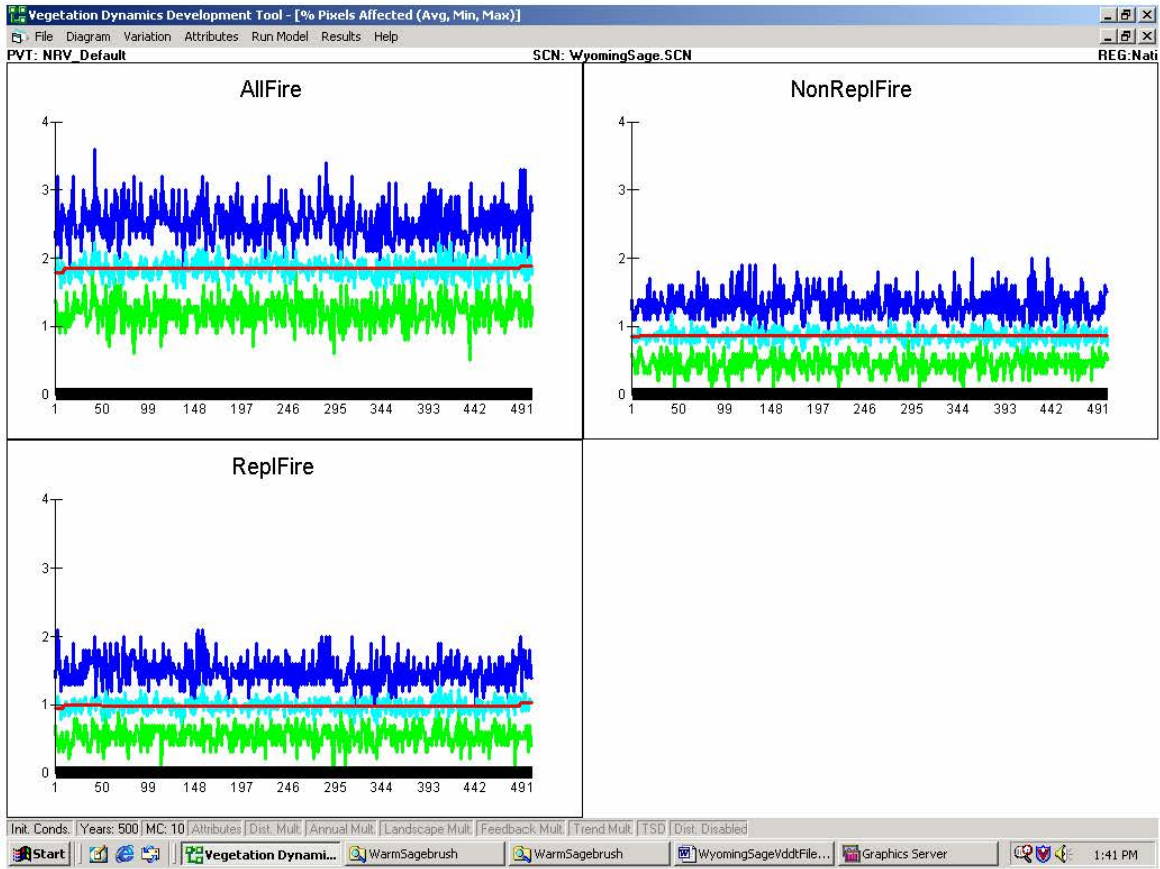 Vegetation Dynamics Development Tool - [% Pixels Affected (Avg, Min, Max)]
File Diagram Variation Attributes Run Model Results Help
PVT: NRV_Default SCN: WyomingSage.SCN REG:Nati
AllFire
4
3
2
1
0
1 50 99 148 197 246 295 344 393 442 491
NonReplFire
4
3
2
1
0
1 50 99 148 197 246 295 344 393 442 491
ReplFire
4
3
2
1
0
1 50 99 148 197 246 295 344 393 442 491
Init. Conds. Years: 500 MC: 10 Attributes Dist. Mult. Annual Mult. Landscape Mult. Feedback Mult. Trend Mult. TSD Dist. Disabled
Start Vegetation Dynami... WarmSagebrush WarmSagebrush WyomingSageVddtFile... Graphics Server 1:41 PM